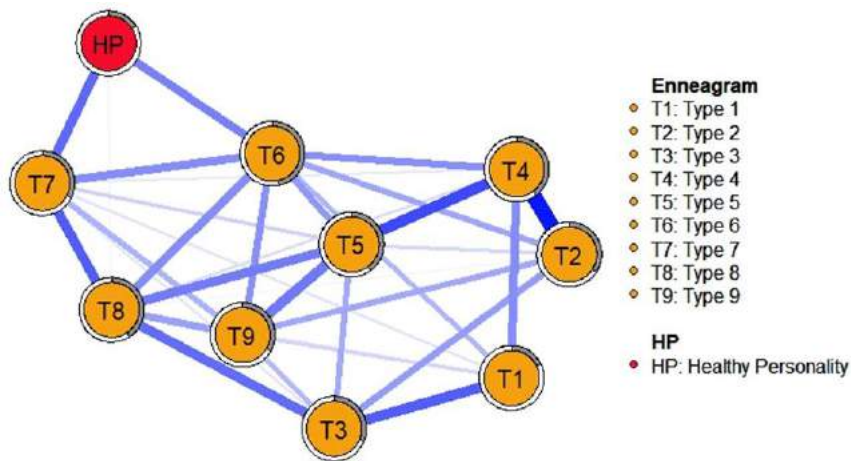 HP
T6
T4
T7
T5
T2
T8
T9
T1
T3
Enneagram
T1: Type 1
T2: Type 2
T3: Type 3
T4: Type 4
T5: Type 5
T6: Type 6
T7: Type 7
T8: Type 8
T9: Type 9
HP
HP: Healthy Personality